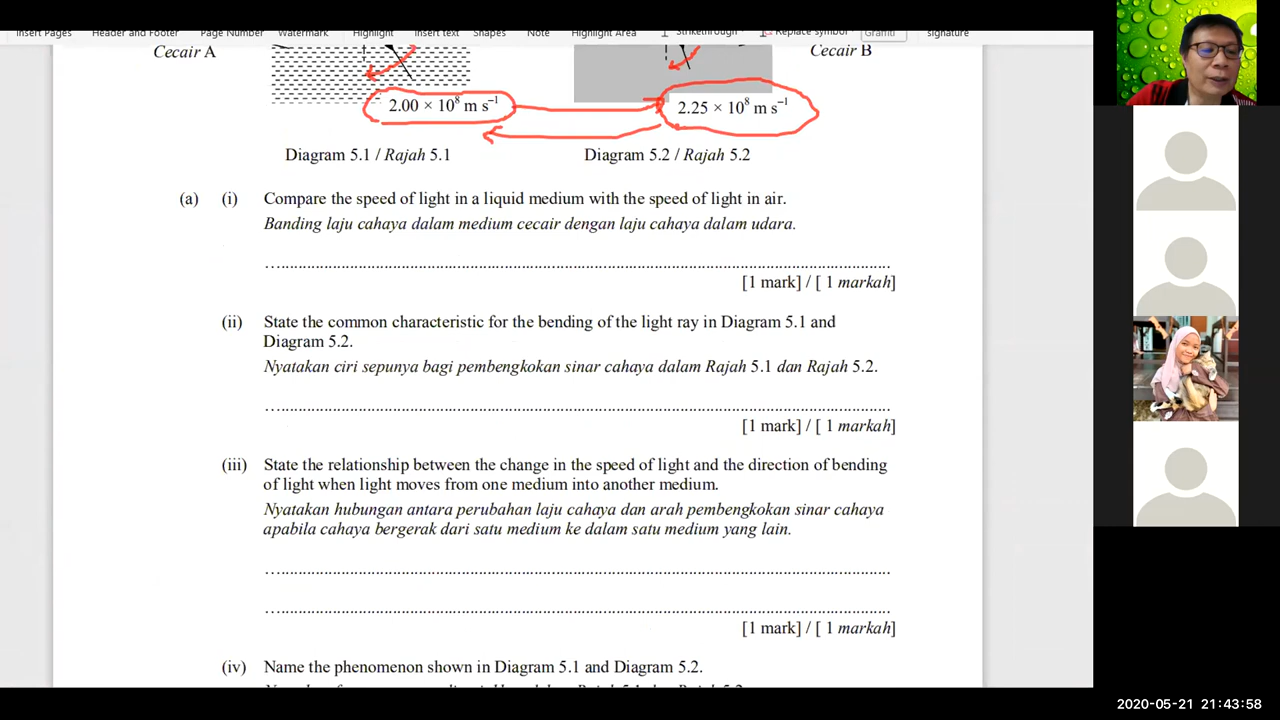 Insert Pages Header and Footer Page Number Watermark Highlight Insert text Shapes Note Highlight Area Strikethrough Replace symbol Graffiti signature
Cecair A Cecair B
2.00 × 10⁸ m s⁻¹ 2.25 × 10⁸ m s⁻¹
Diagram 5.1 / Rajah 5.1 Diagram 5.2 / Rajah 5.2
(a) (i) Compare the speed of light in a liquid medium with the speed of light in air.
Banding laju cahaya dalam medium cecair dengan laju cahaya dalam udara.
[1 mark] / [ 1 markah]
(ii) State the common characteristic for the bending of the light ray in Diagram 5.1 and
Diagram 5.2.
Nyatakan ciri sepunya bagi pembengkokan sinar cahaya dalam Rajah 5.1 dan Rajah 5.2.
[1 mark] / [ 1 markah]
(iii) State the relationship between the change in the speed of light and the direction of bending
of light when light moves from one medium into another medium.
Nyatakan hubungan antara perubahan laju cahaya dan arah pembengkokan sinar cahaya
apabila cahaya bergerak dari satu medium ke dalam satu medium yang lain.
[1 mark] / [ 1 markah]
(iv) Name the phenomenon shown in Diagram 5.1 and Diagram 5.2.
2020-05-21 21:43:58